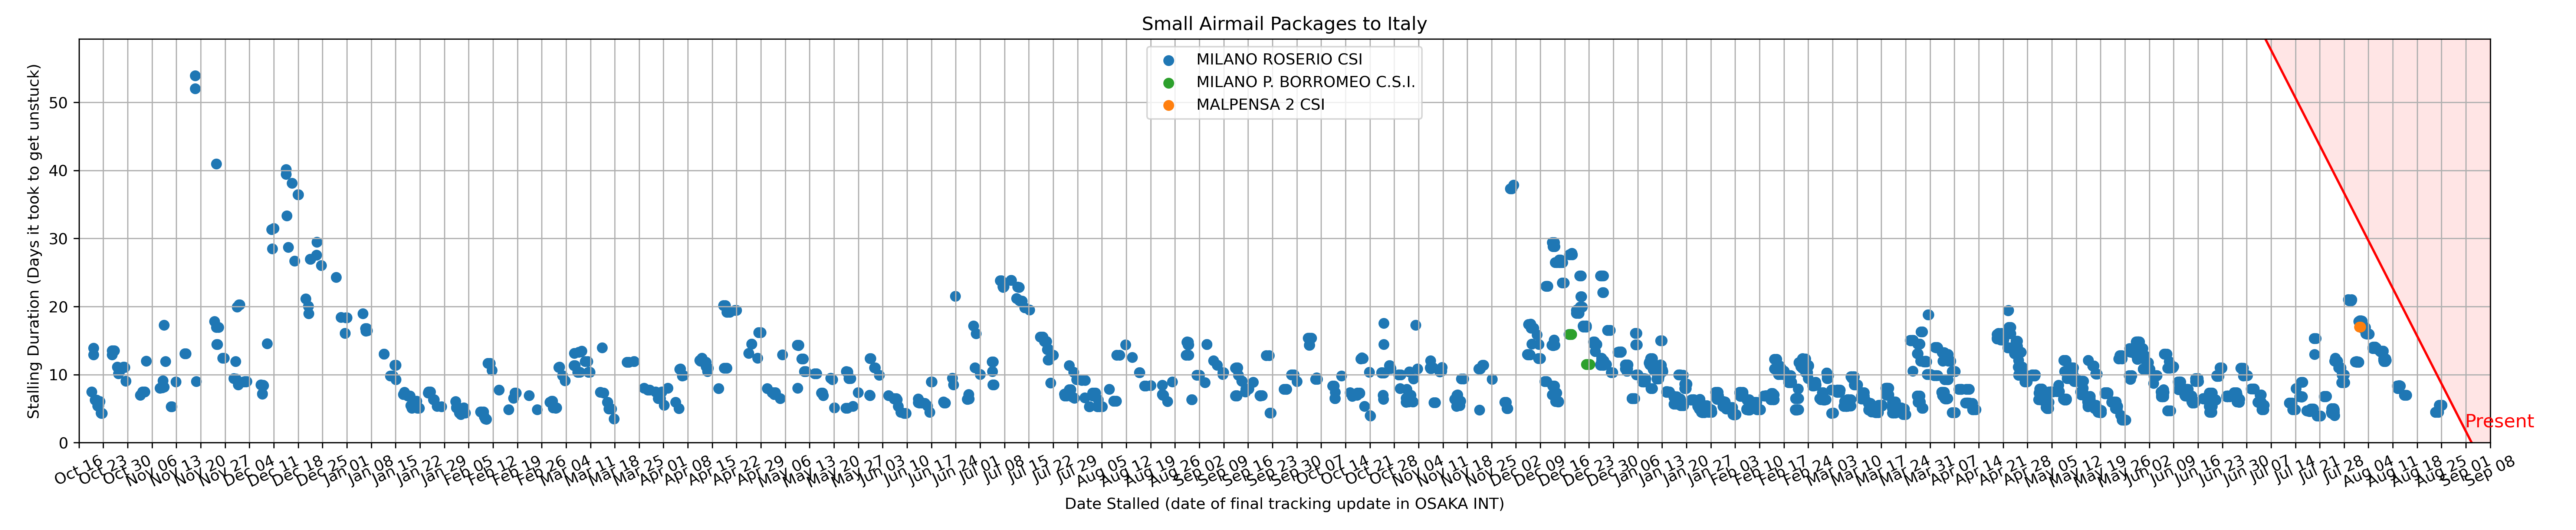 Small Airmail Packages to Italy
MILANO ROSERIO CSI
MILANO P. BORROMEO C.S.I.
MALPENSA 2 CSI
Stalling Duration (Days it took to get unstuck)
50
40
30
20
10
0
Present
Oct 16
Oct 23
Oct 30
Nov 06
Nov 13
Nov 20
Nov 27
Dec 04
Dec 11
Dec 18
Dec 25
Jan 01
Jan 08
Jan 15
Jan 22
Jan 29
Feb 05
Feb 12
Feb 19
Feb 26
Mar 04
Mar 11
Mar 18
Mar 25
Apr 01
Apr 08
Apr 15
Apr 22
Apr 29
May 06
May 13
May 20
May 27
Jun 03
Jun 10
Jun 17
Jun 24
Jul 01
Jul 08
Jul 15
Jul 22
Jul 29
Aug 05
Aug 12
Aug 19
Aug 26
Sep 02
Sep 09
Sep 16
Sep 23
Sep 30
Oct 07
Oct 14
Oct 21
Oct 28
Nov 04
Nov 11
Nov 18
Nov 25
Dec 02
Dec 09
Dec 16
Dec 23
Dec 30
Jan 06
Jan 13
Jan 20
Jan 27
Feb 03
Feb 10
Feb 17
Feb 24
Mar 03
Mar 10
Mar 17
Mar 24
Mar 31
Apr 07
Apr 14
Apr 21
Apr 28
May 05
May 12
May 19
May 26
Jun 02
Jun 09
Jun 16
Jun 23
Jun 30
Jul 07
Jul 14
Jul 21
Jul 28
Aug 04
Aug 11
Aug 18
Aug 25
Sep 01
Sep 08
Date Stalled (date of final tracking update in OSAKA INT)